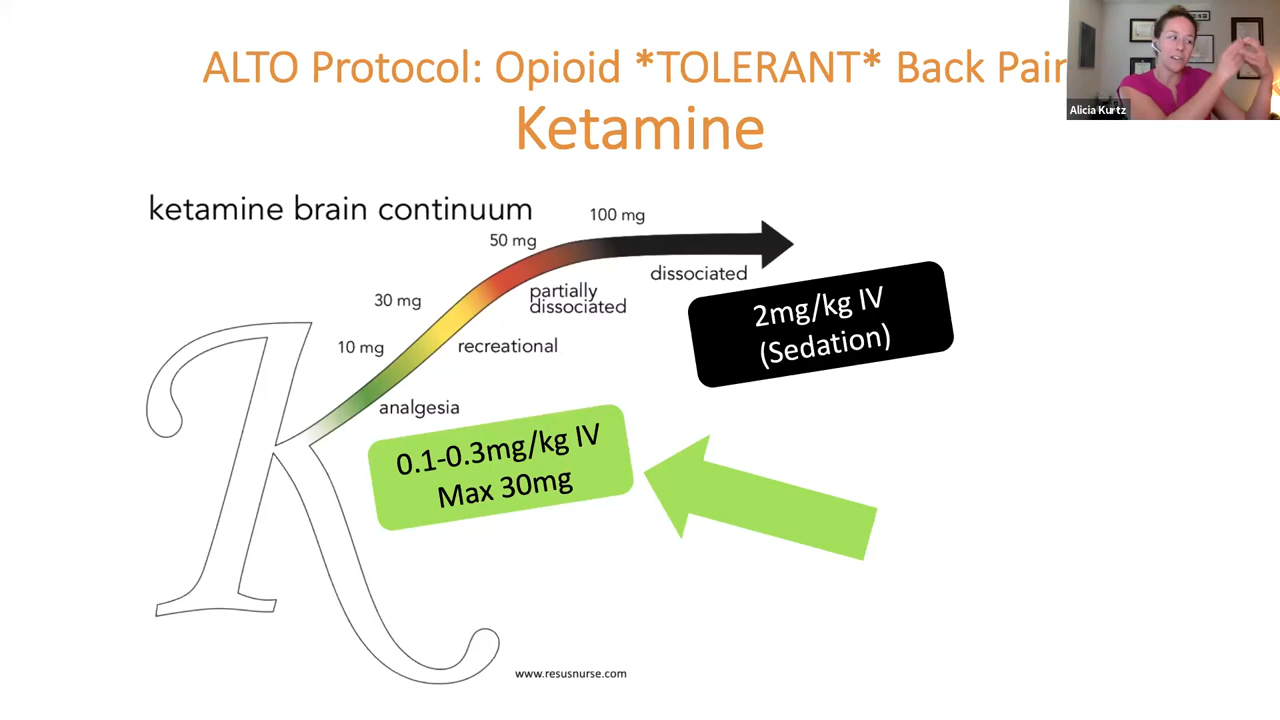 ALTO Protocol: Opioid *TOLERANT* Back Pain
Ketamine
Alicia Kurtz
ketamine brain continuum
100 mg
50 mg
dissociated
partially
dissociated
30 mg
recreational
10 mg
analgesia
2mg/kg IV
(Sedation)
0.1-0.3mg/kg IV
Max 30mg
www.resusnurse.com